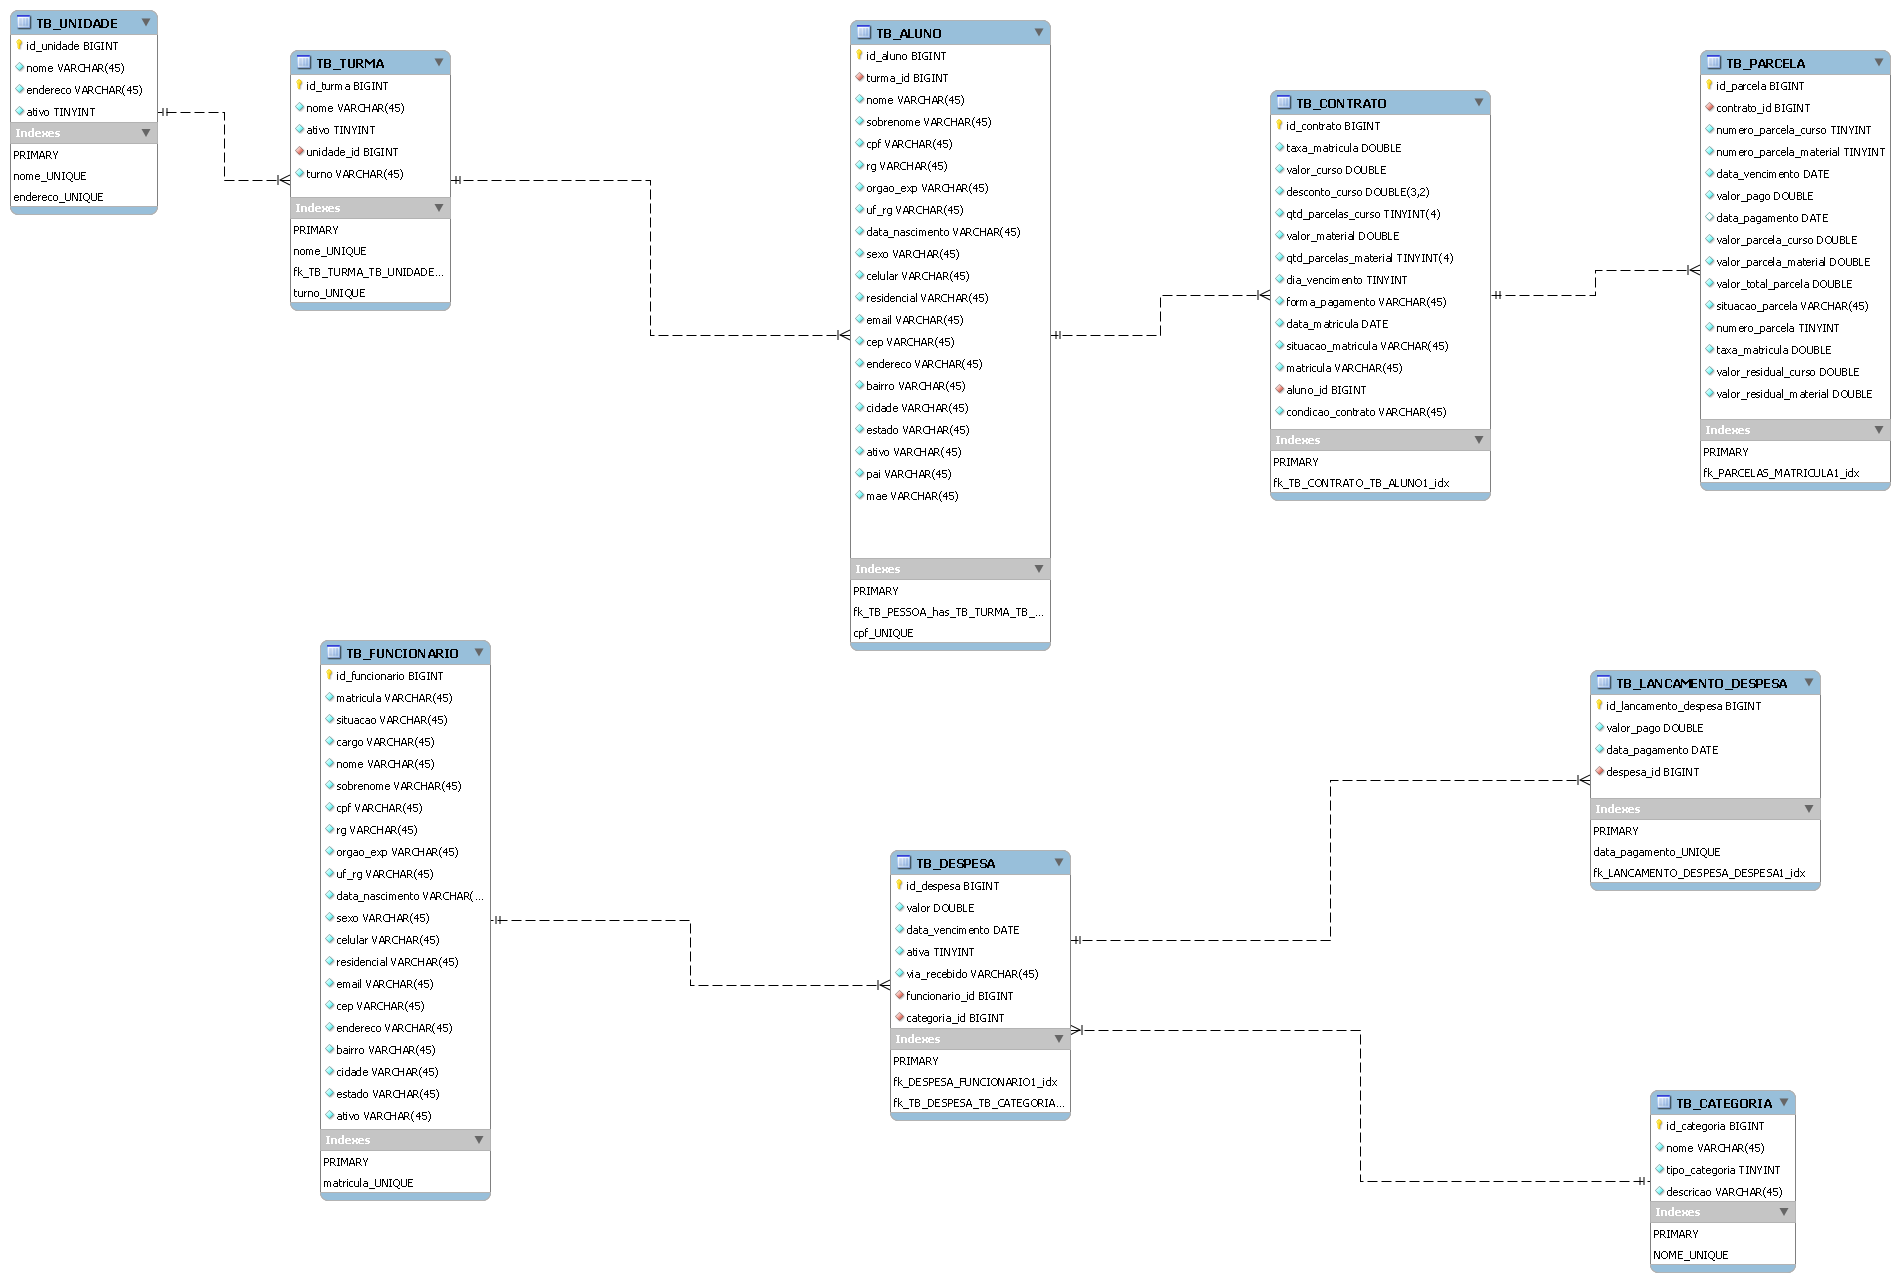 TB_UNIDADE
id_unidade BIGINT
nome VARCHAR(45)
endereco VARCHAR(45)
ativo TINYINT
Indexes
PRIMARY
nome_UNIQUE
endereco_UNIQUE
TB_TURMA
id_turma BIGINT
nome VARCHAR(45)
ativo TINYINT
unidade_id BIGINT
turno VARCHAR(45)
Indexes
PRIMARY
nome_UNIQUE
fk_TB_TURMA_TB_UNIDADE...
turno_UNIQUE
TB_ALUNO
id_aluno BIGINT
turma_id BIGINT
nome VARCHAR(45)
sobrenome VARCHAR(45)
cpf VARCHAR(45)
rg VARCHAR(45)
orgao_exp VARCHAR(45)
uf_rg VARCHAR(45)
data_nascimento VARCHAR(45)
sexo VARCHAR(45)
celular VARCHAR(45)
residencial VARCHAR(45)
email VARCHAR(45)
cep VARCHAR(45)
endereco VARCHAR(45)
bairro VARCHAR(45)
cidade VARCHAR(45)
estado VARCHAR(45)
ativo VARCHAR(45)
pai VARCHAR(45)
mae VARCHAR(45)
Indexes
PRIMARY
fk_TB_PESSOA_has_TB_TURMA_TB_...
cpf_UNIQUE
TB_CONTRATO
id_contrato BIGINT
taxa_matricula DOUBLE
valor_curso DOUBLE
desconto_curso DOUBLE(3,2)
qtd_parcelas_curso TINYINT(4)
valor_material DOUBLE
qtd_parcelas_material TINYINT(4)
dia_vencimento TINYINT
forma_pagamento VARCHAR(45)
data_matricula DATE
situacao_matricula VARCHAR(45)
matricula VARCHAR(45)
aluno_id BIGINT
condicao_contrato VARCHAR(45)
Indexes
PRIMARY
fk_TB_CONTRATO_TB_ALUNO1_idx
TB_PARCELA
id_parcela BIGINT
contrato_id BIGINT
numero_parcela_curso TINYINT
numero_parcela_material TINYINT
data_vencimento DATE
valor_pago DOUBLE
data_pagamento DATE
valor_parcela_curso DOUBLE
valor_parcela_material DOUBLE
valor_total_parcela DOUBLE
situacao_parcela VARCHAR(45)
numero_parcela TINYINT
taxa_matricula DOUBLE
valor_residual_curso DOUBLE
valor_residual_material DOUBLE
Indexes
PRIMARY
fk_PARCELAS_MATRICULA1_idx
TB_FUNCIONARIO
id_funcionario BIGINT
matricula VARCHAR(45)
situacao VARCHAR(45)
cargo VARCHAR(45)
nome VARCHAR(45)
sobrenome VARCHAR(45)
cpf VARCHAR(45)
rg VARCHAR(45)
orgao_exp VARCHAR(45)
uf_rg VARCHAR(45)
data_nascimento VARCHAR(...
sexo VARCHAR(45)
celular VARCHAR(45)
residencial VARCHAR(45)
email VARCHAR(45)
cep VARCHAR(45)
endereco VARCHAR(45)
bairro VARCHAR(45)
cidade VARCHAR(45)
estado VARCHAR(45)
ativo VARCHAR(45)
Indexes
PRIMARY
matricula_UNIQUE
TB_DESPESA
id_despesa BIGINT
valor DOUBLE
data_vencimento DATE
ativa TINYINT
via_recebido VARCHAR(45)
funcionario_id BIGINT
categoria_id BIGINT
Indexes
PRIMARY
fk_DESPESA_FUNCIONARIO1_idx
fk_TB_DESPESA_TB_CATEGORIA...
TB_LANCAMENTO_DESPESA
id_lancamento_despesa BIGINT
valor_pago DOUBLE
data_pagamento DATE
despesa_id BIGINT
Indexes
PRIMARY
data_pagamento_UNIQUE
fk_LANCAMENTO_DESPESA_DESPESA1_idx
TB_CATEGORIA
id_categoria BIGINT
nome VARCHAR(45)
tipo_categoria TINYINT
descricao VARCHAR(45)
Indexes
PRIMARY
NOME_UNIQUE